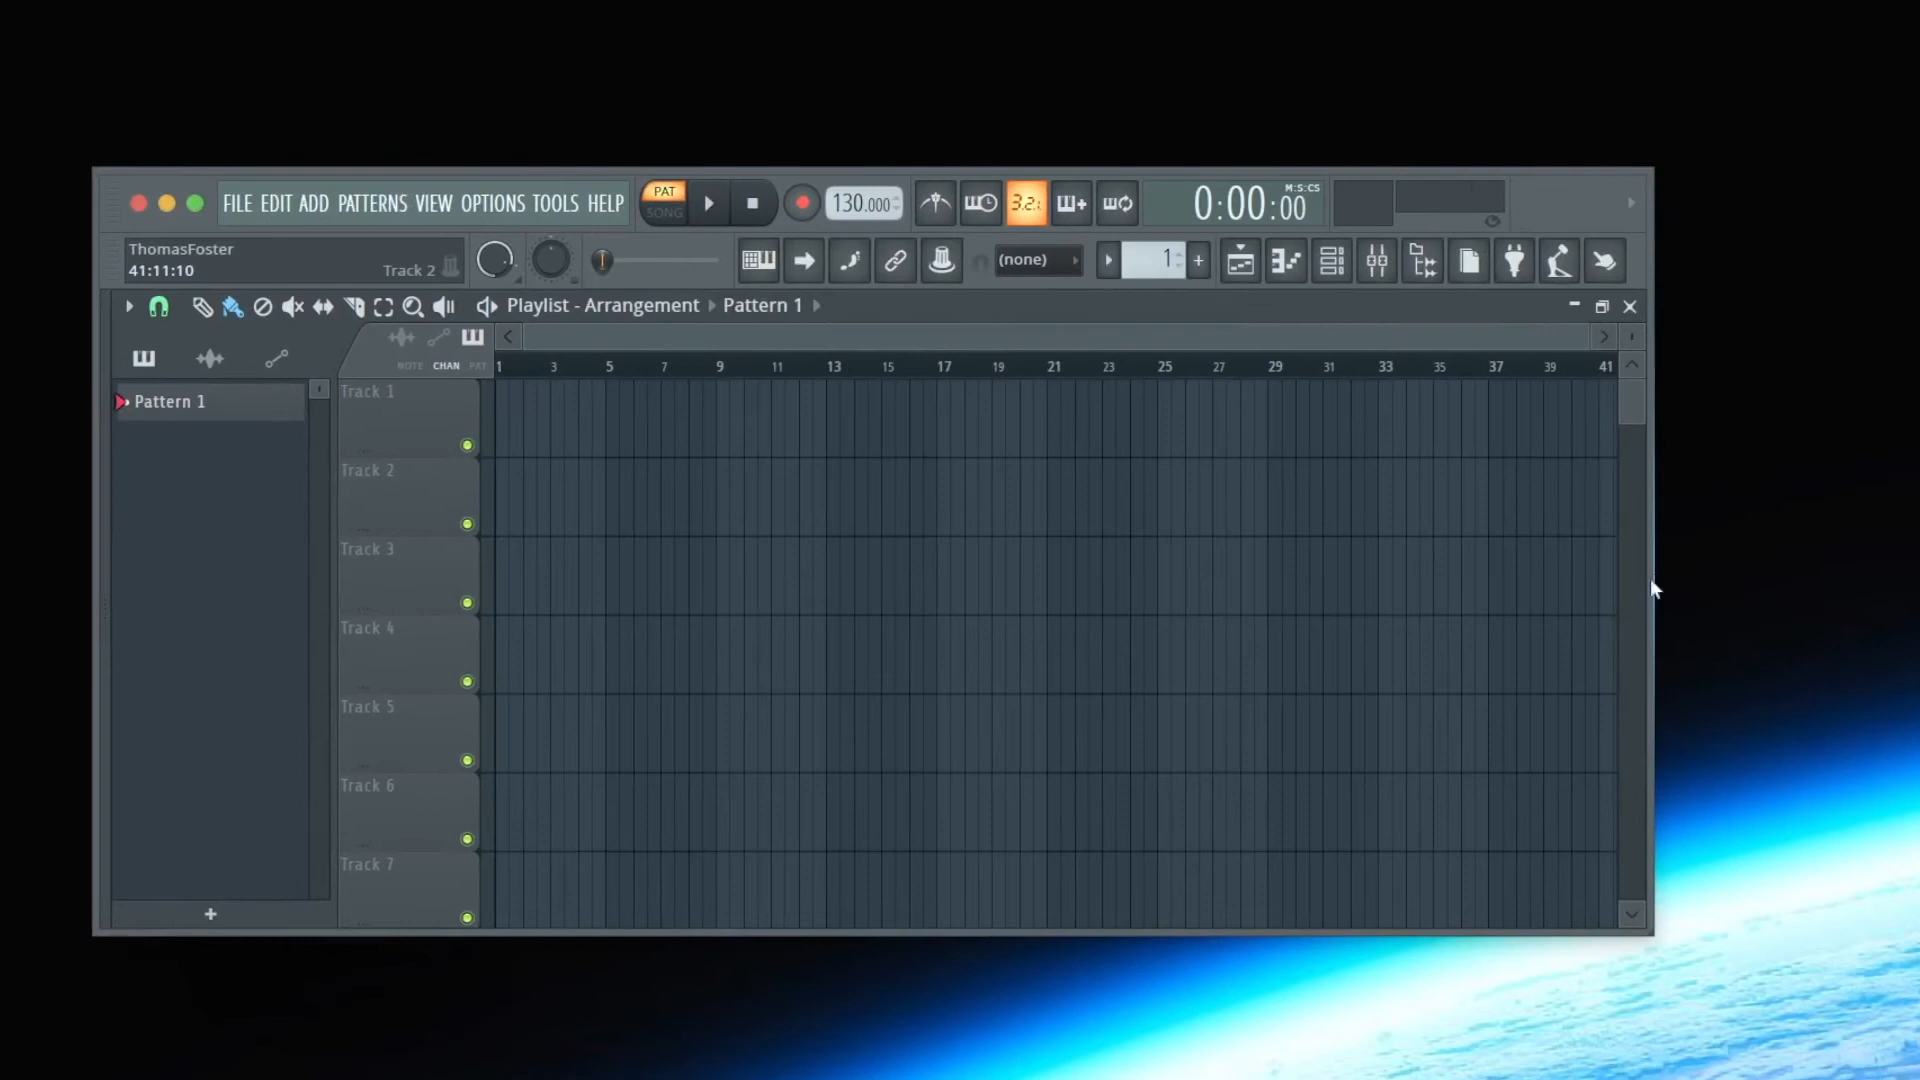 FILE EDIT ADD PATTERNS VIEW OPTIONS TOOLS HELP
PAT
SONG
130.000
3.2.
0:00:00
M:S:CS
ThomasFoster
41:11:10
Track 2
(none)
1
Playlist - Arrangement
Pattern 1
NOTE CHAN PAT
1 3 5 7 9 11 13 15 17 19 21 23 25 27 29 31 33 35 37 39 41
Pattern 1
Track 1
Track 2
Track 3
Track 4
Track 5
Track 6
Track 7